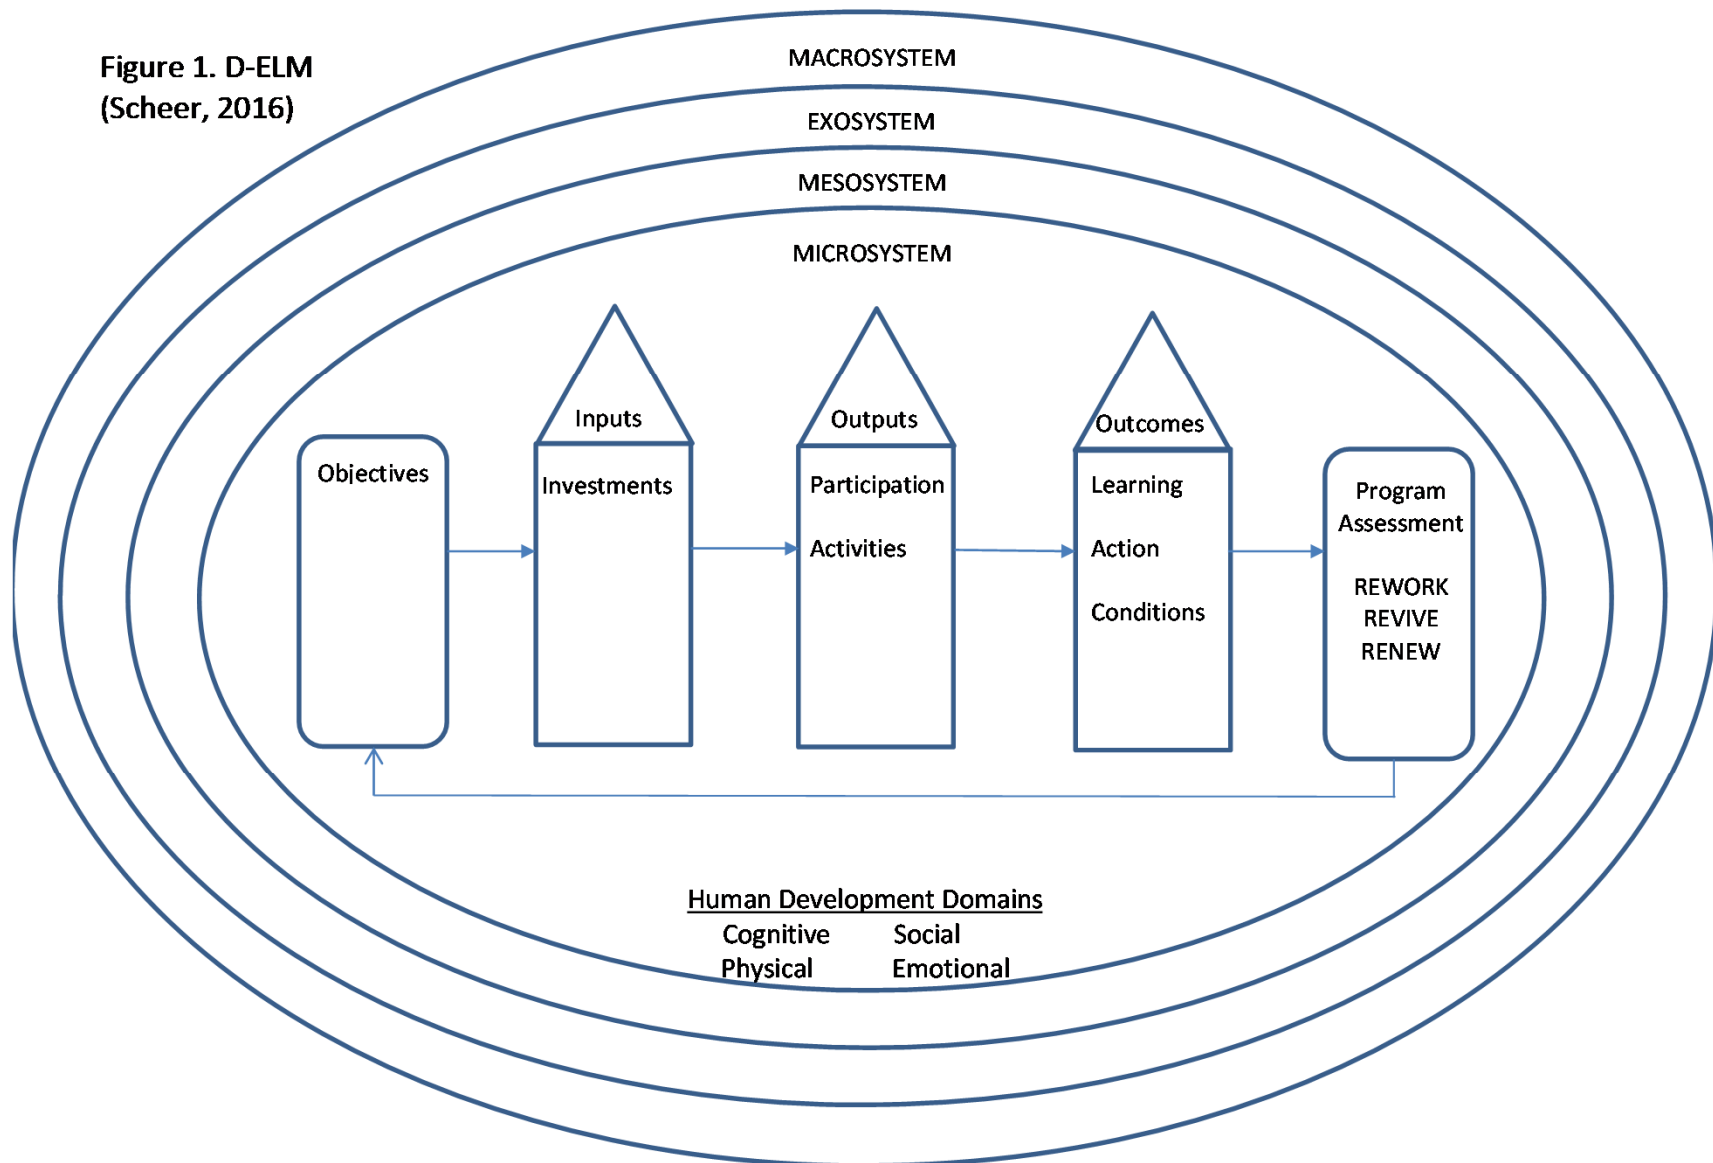 Figure 1. D-ELM
(Scheer, 2016)
MACROSYSTEM
EXOSYSTEM
MESOSYSTEM
MICROSYSTEM
Objectives
Inputs
Investments
Outputs
Participation
Activities
Outcomes
Learning
Action
Conditions
Program
Assessment
REWORK
REVIVE
RENEW
Human Development Domains
Cognitive Social
Physical Emotional